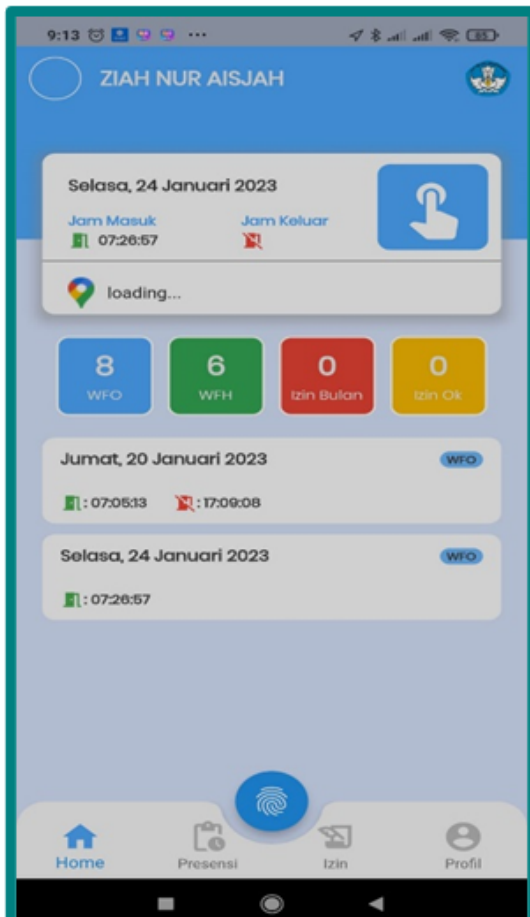 9:13 ... 85
ZIAH NUR AISJAH
Selasa, 24 Januari 2023
Jam Masuk Jam Keluar
07:26:57
loading...
8 6 0 0
WFO WFH Izin Bulan Izin Ok
Jumat, 20 Januari 2023 WFO
: 07:05:13 : 17:09:08
Selasa, 24 Januari 2023 WFO
: 07:26:57
Home Presensi Izin Profil